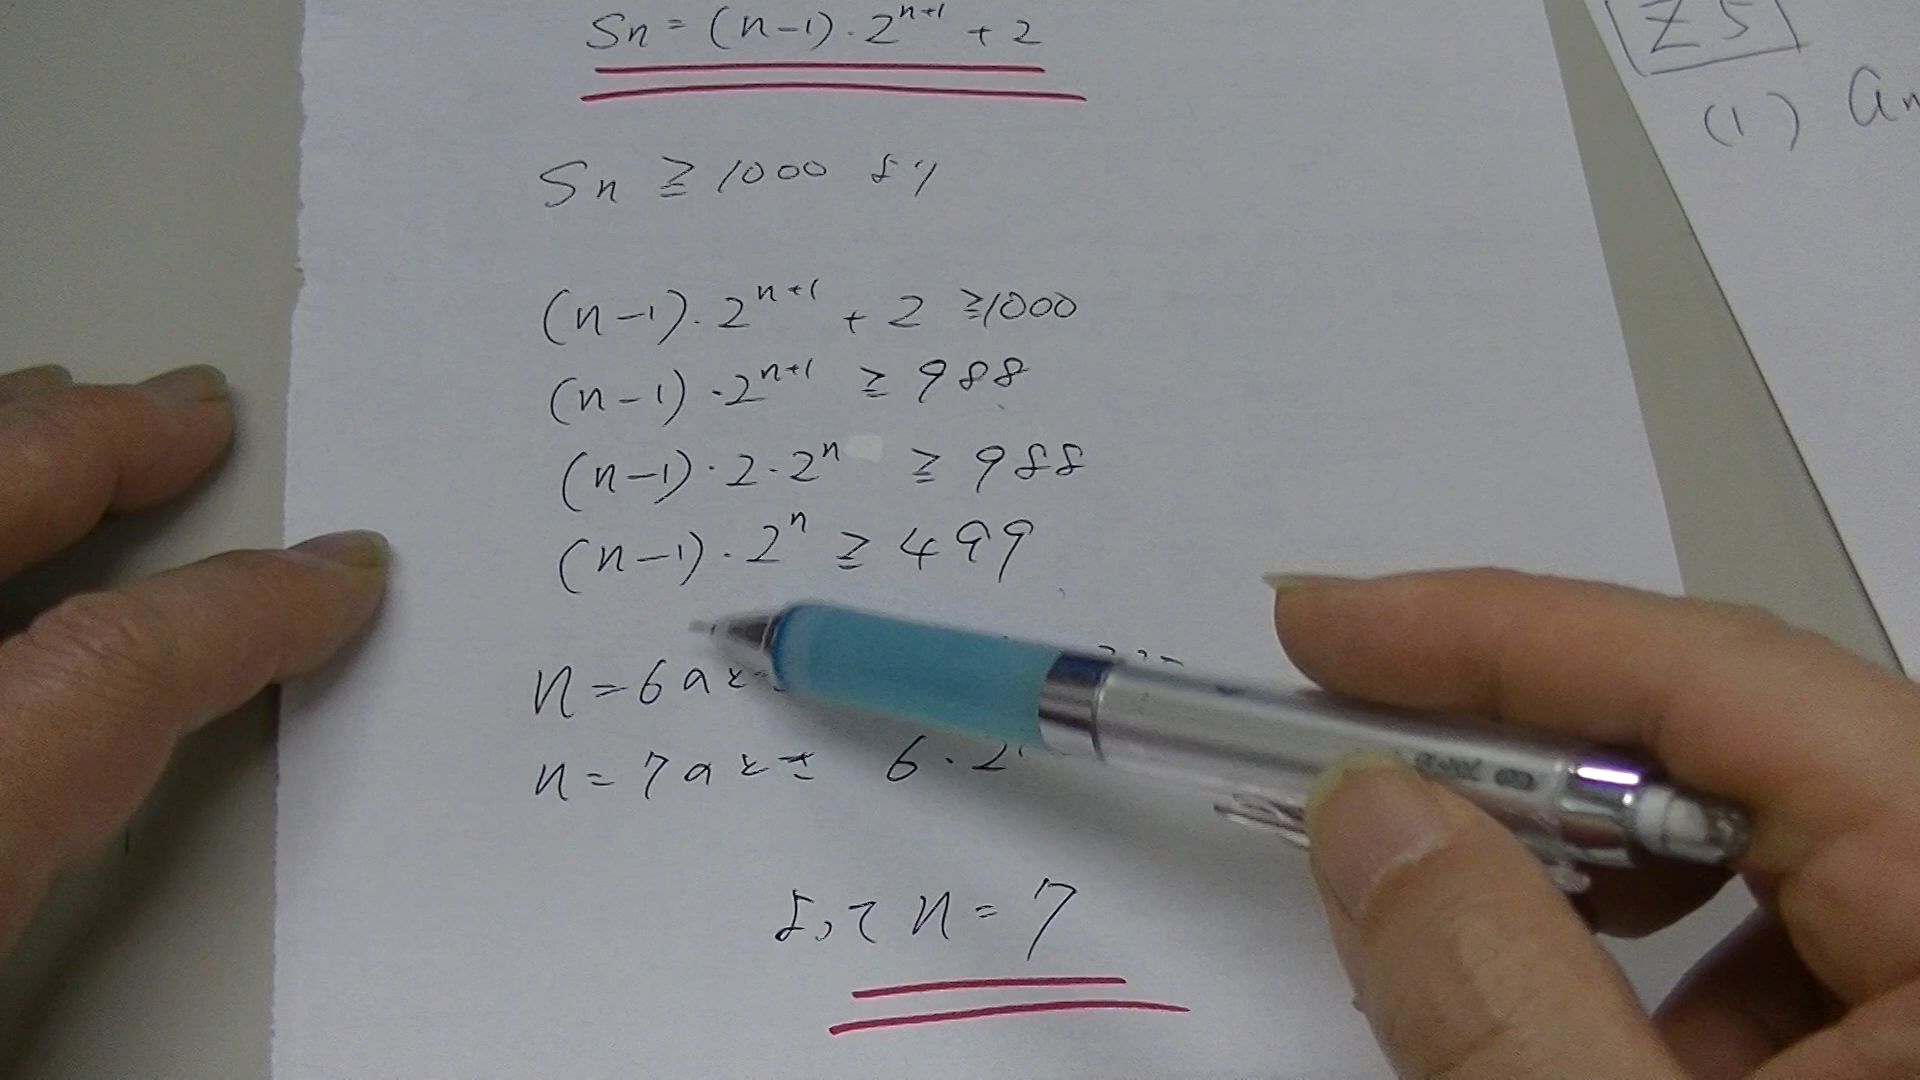 Sn = (n-1)・2^{n+1} + 2
25
(1) an
Sn ≧ 1000 より
(n-1)・2^{n+1} + 2 ≧1000
(n-1)・2^{n+1} ≧ 988
(n-1)・2・2^n ≧ 988
(n-1)・2^n ≧ 499
n=6のと
n=7のとき 6・2
よって n=7